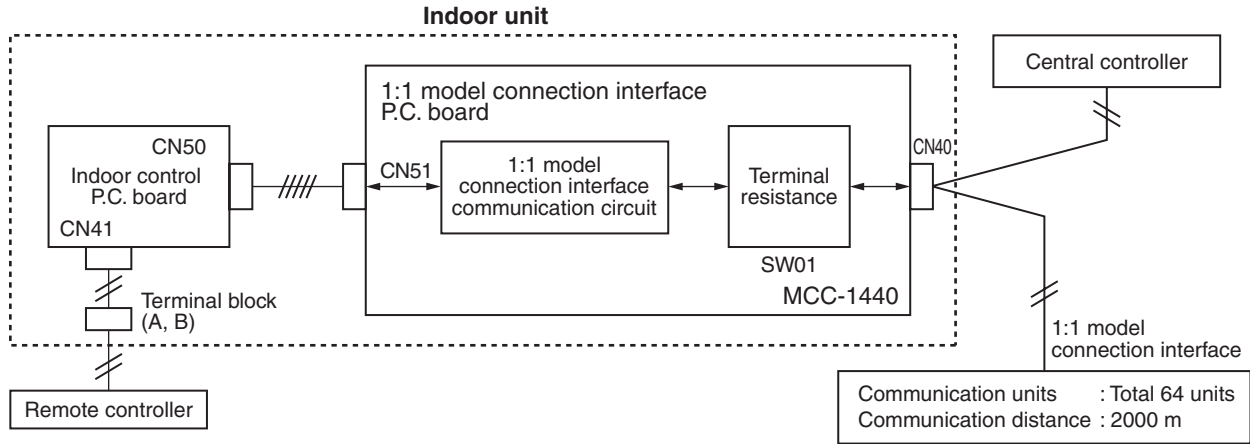 Indoor unit
Central controller
1:1 model connection interface
P.C. board
CN50
Indoor control
P.C. board
CN41
CN51
1:1 model
connection interface
communication circuit
Terminal
resistance
CN40
SW01
MCC-1440
Terminal block
(A, B)
Remote controller
1:1 model
connection interface
Communication units : Total 64 units
Communication distance : 2000 m